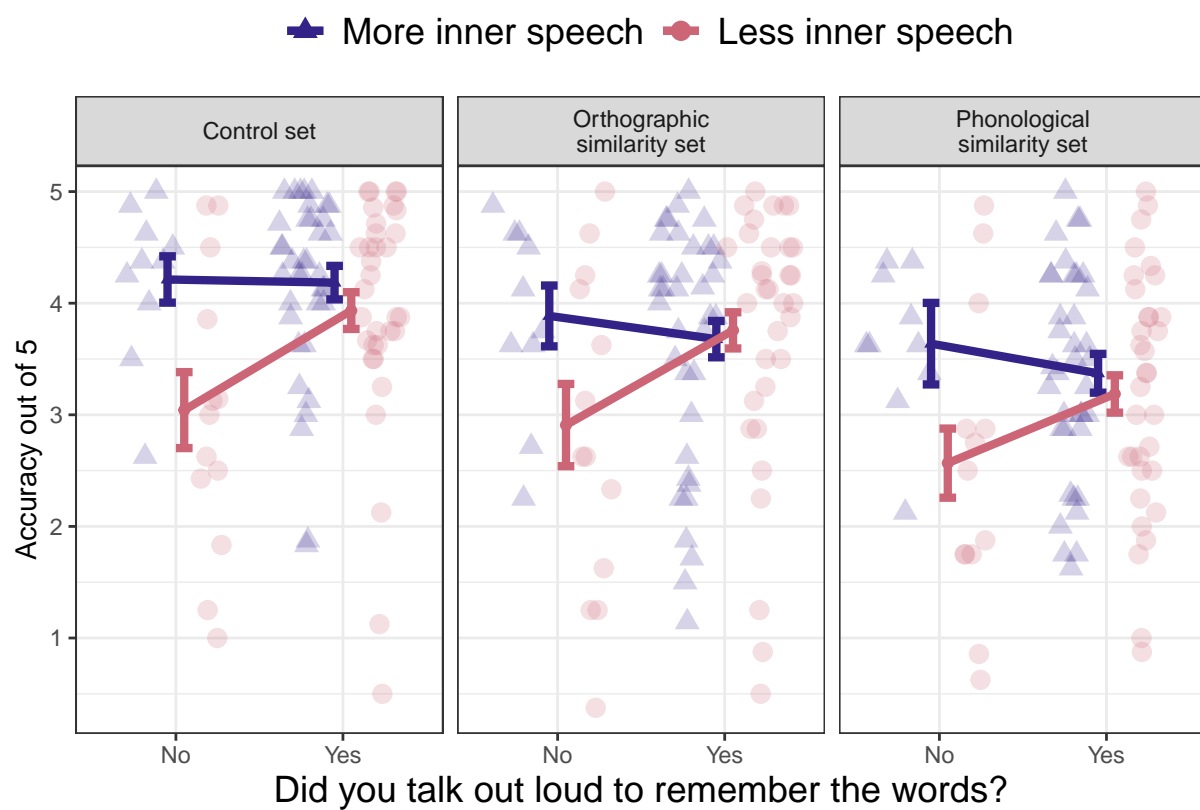 More inner speech Less inner speech
Control set
Orthographic
similarity set
Phonological
similarity set
Accuracy out of 5
5
4
3
2
1
No Yes No Yes No Yes
Did you talk out loud to remember the words?